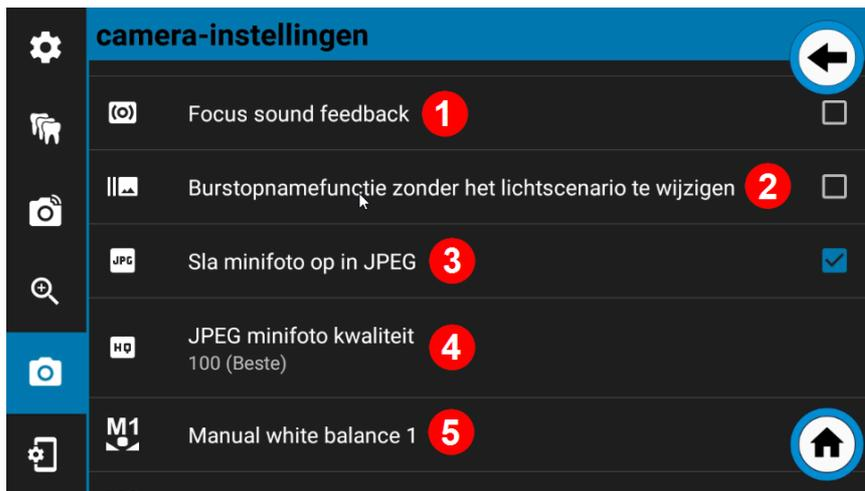 camera-instellingen
Focus sound feedback 1
Burstopnamefunctie zonder het lichtscenario te wijzigen 2
JPG
Sla minifoto op in JPEG 3
HQ
JPEG minifoto kwaliteit 4
100 (Beste)
M1
Manual white balance 1 5